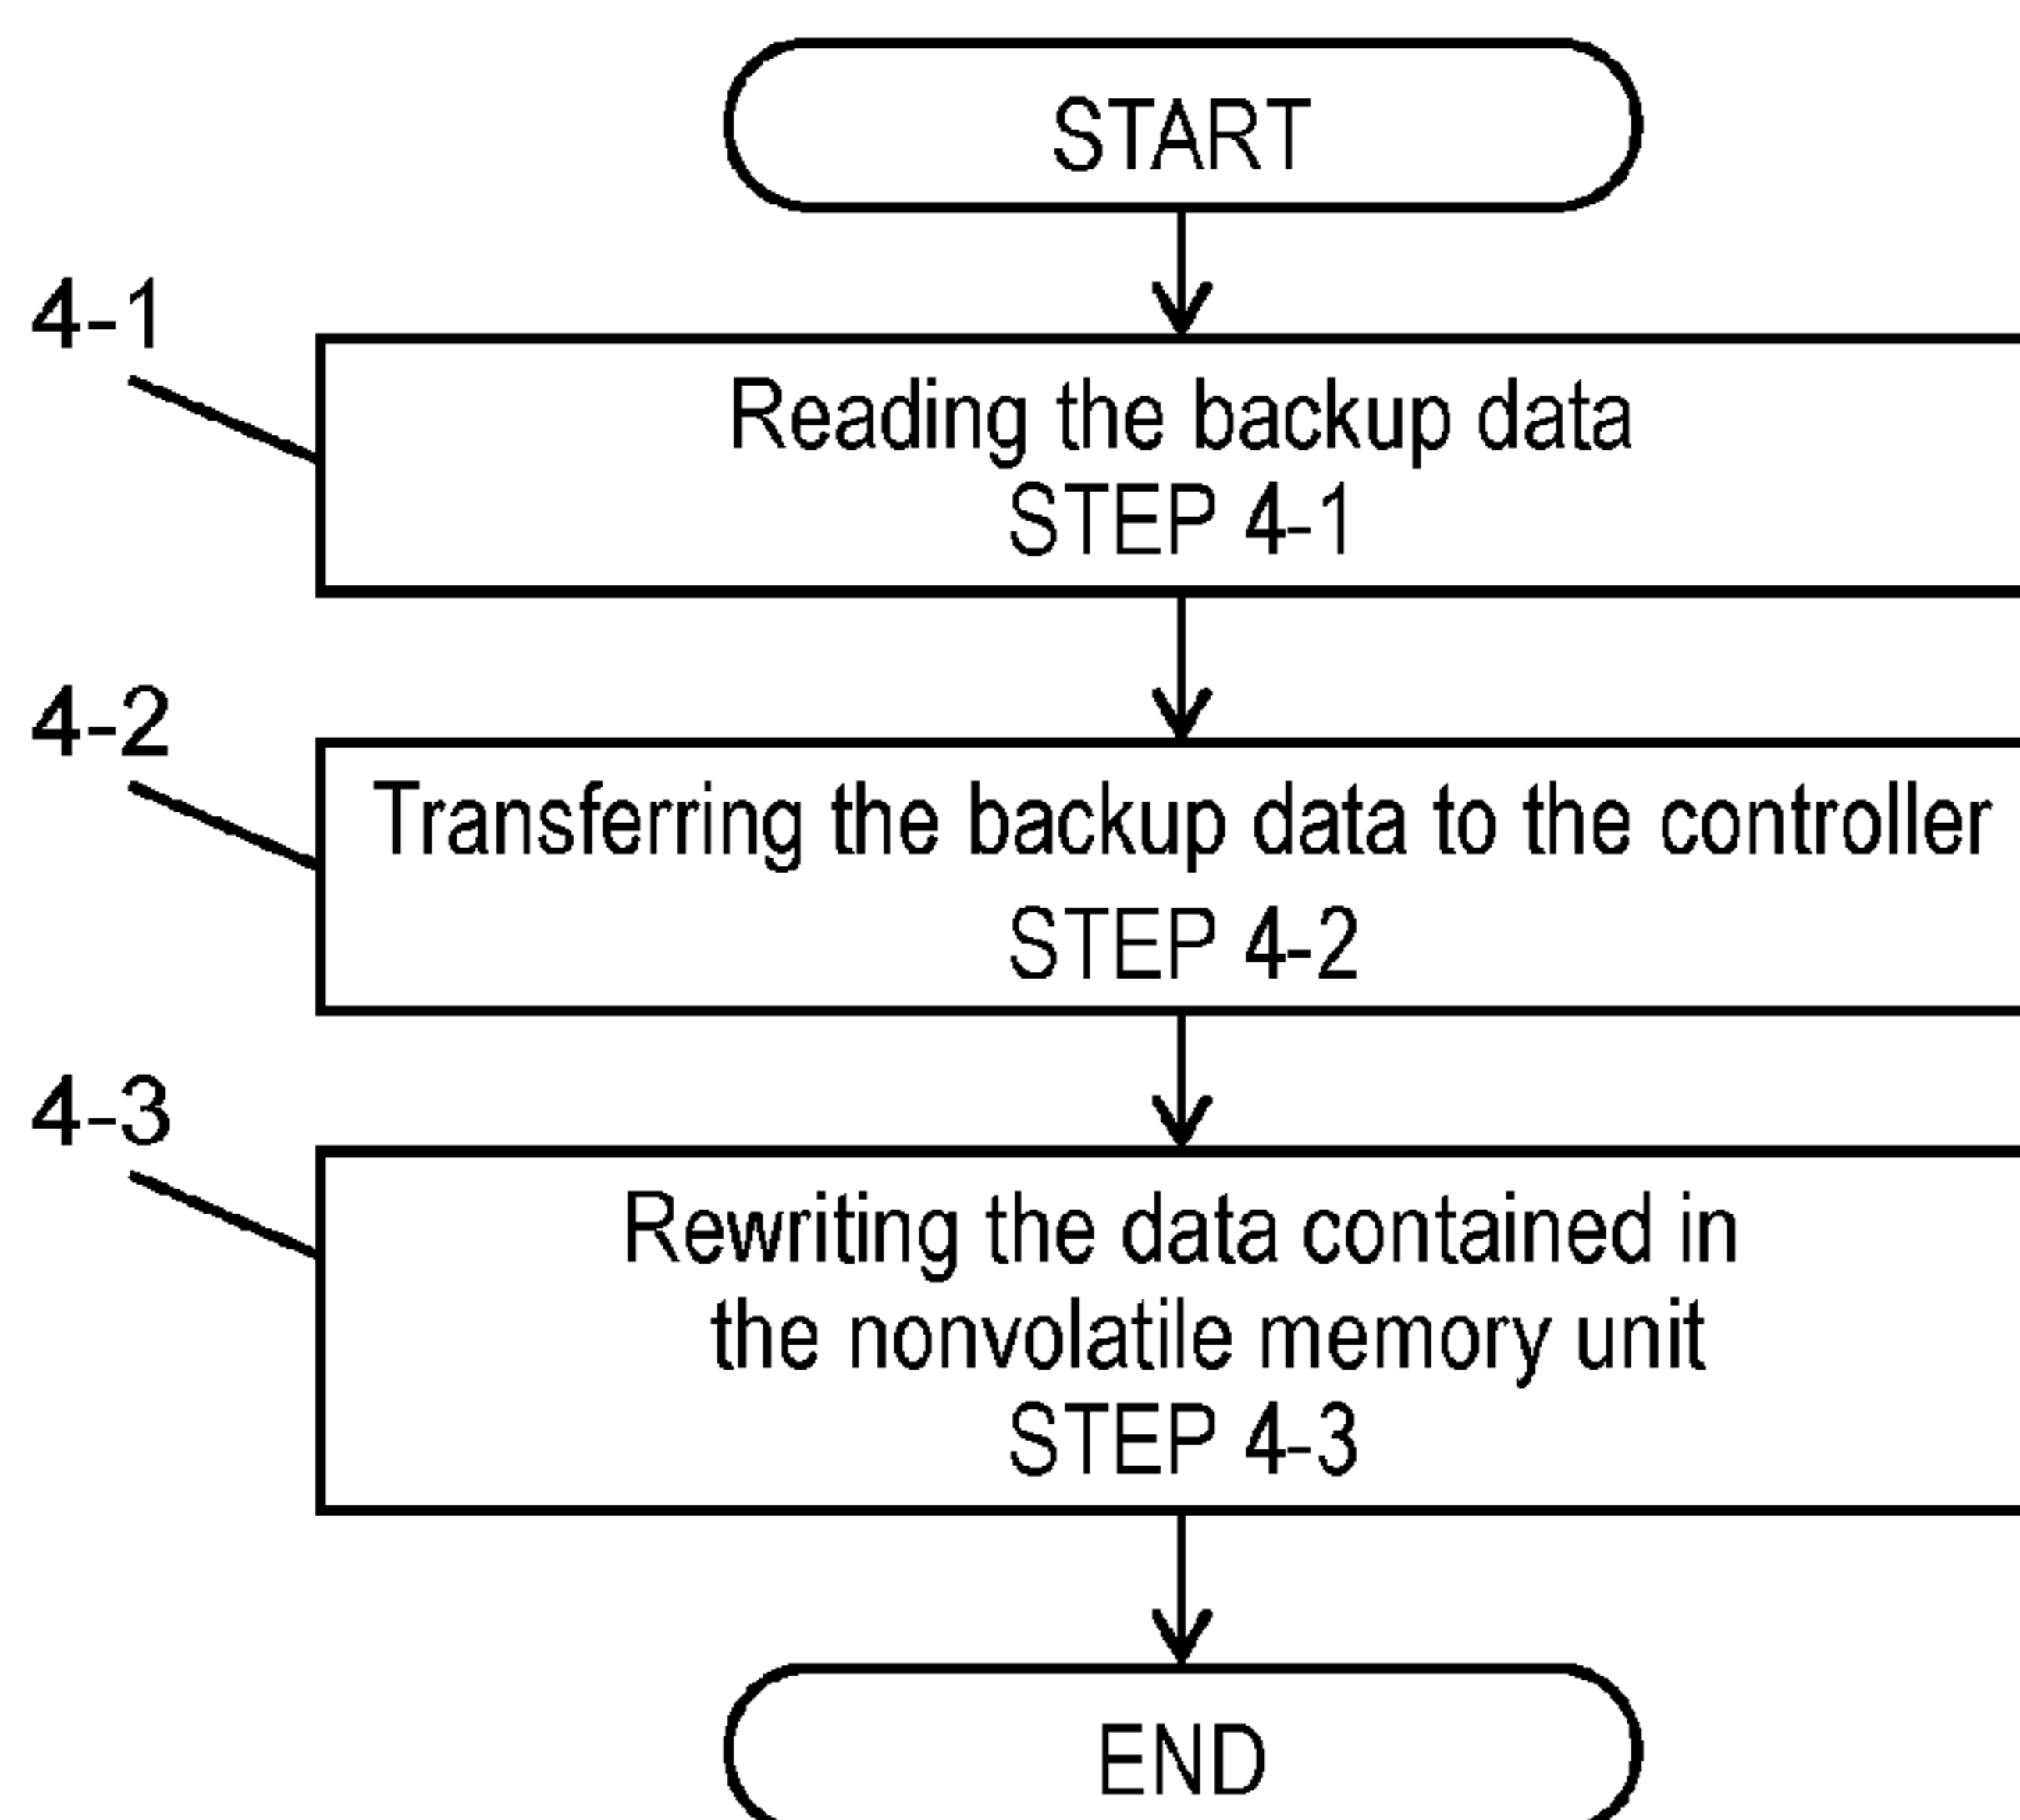 START
4-1
Reading the backup data
STEP 4-1
4-2
Transferring the backup data to the controller
STEP 4-2
4-3
Rewriting the data contained in
the nonvolatile memory unit
STEP 4-3
END